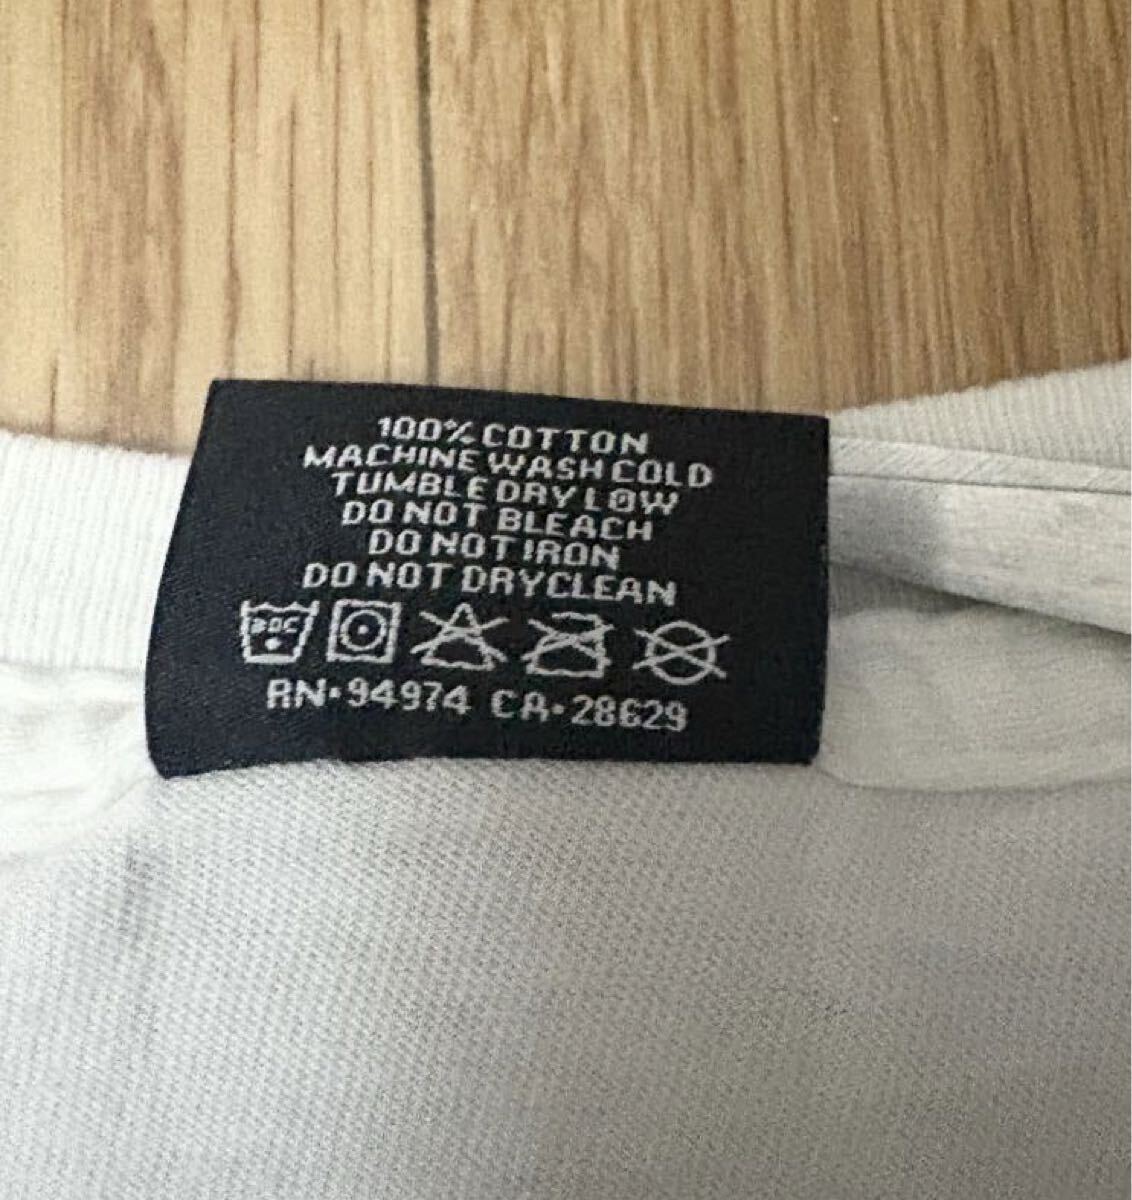 100% COTTON
MACHINE WASH COLD
TUMBLE DRY LOW
DO NOT BLEACH
DO NOT IRON
DO NOT DRYCLEAN
RN•94974 CA•28629